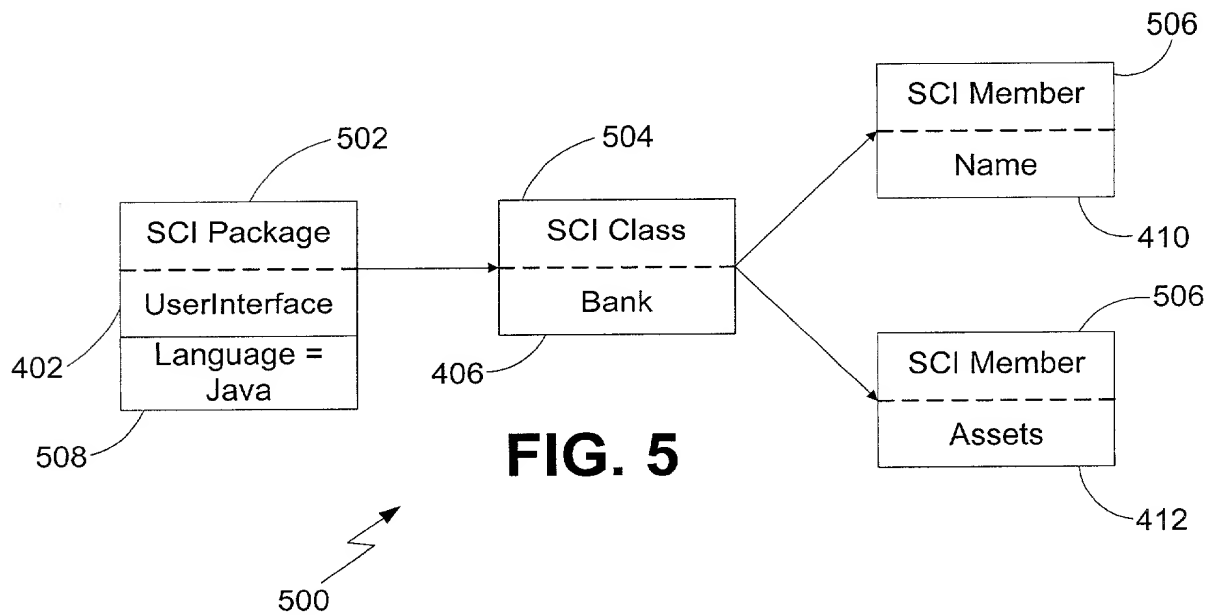 506
SCI Member
Name
410
502
SCI Package
UserInterface
402
Language =
Java
508
504
SCI Class
Bank
406
506
SCI Member
Assets
412
FIG. 5
500